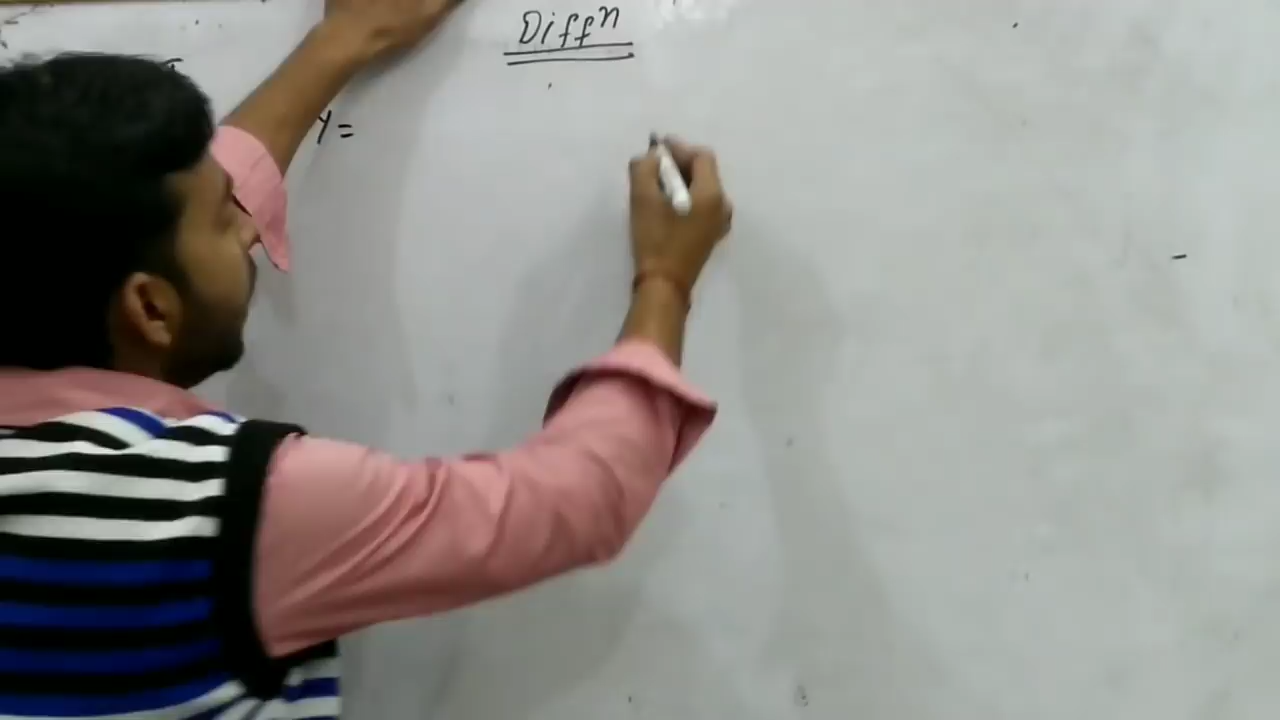 Diffⁿ
y =